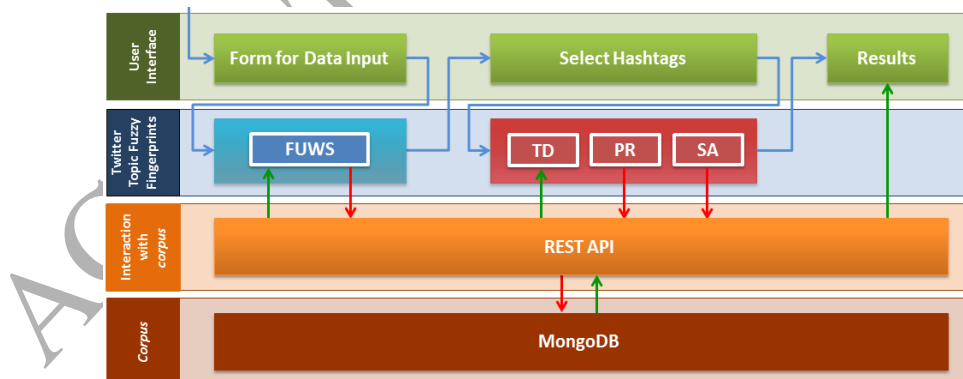 User
Interface
Form for Data Input
Select Hashtags
Results
Twitter
Topic Fuzzy
Fingerprints
FUWS
TD
PR
SA
Interaction
with
corpus
REST API
Corpus
MongoDB